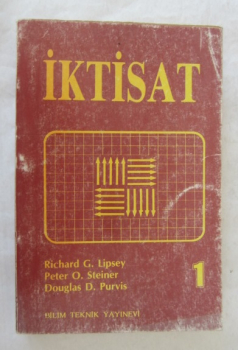 İKTİSAT
Richard G. Lipsey
Peter O. Steiner
Douglas D. Purvis
1
BİLİM TEKNİK YAYINEVİ